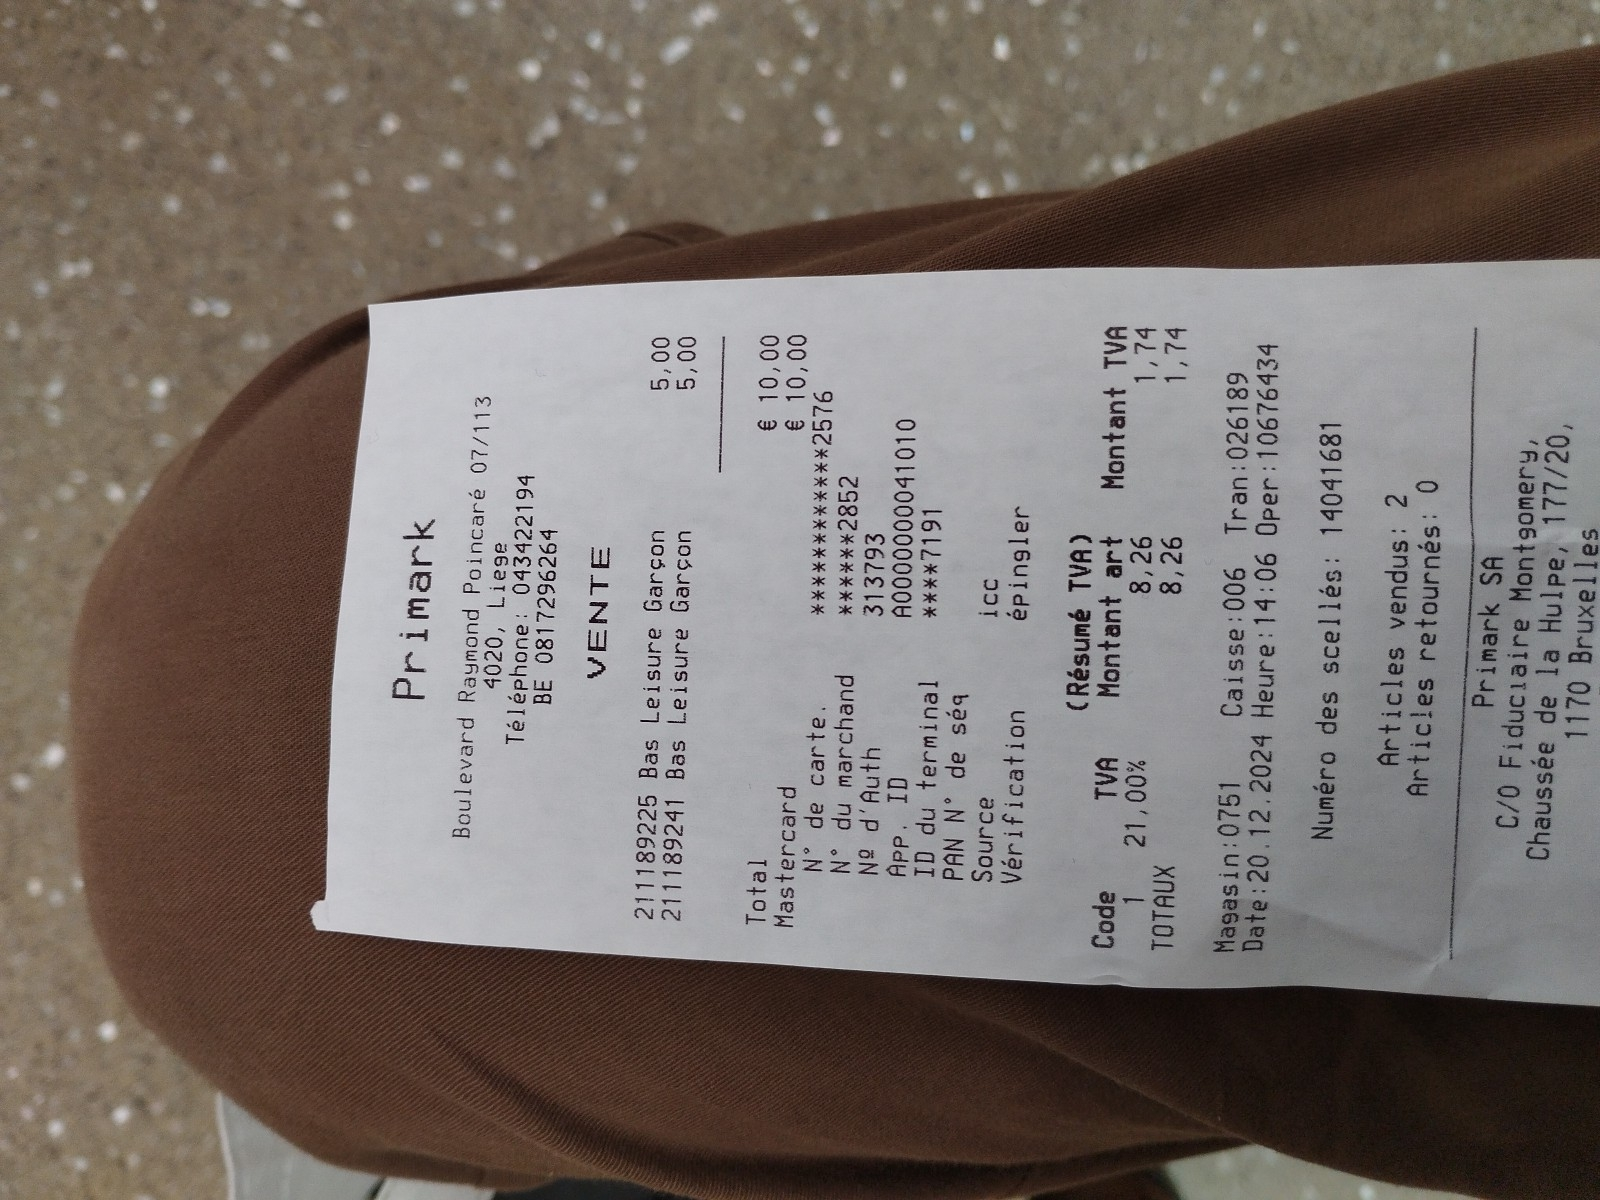 Primark
Boulevard Raymond Poincaré 07/113
4020, Liege
Téléphone: 043422194
BE 0817296264
VENTE
2111189225 Bas Leisure Garçon 5,00
2111189241 Bas Leisure Garçon 5,00
Total € 10,00
Mastercard € 10,00
N° de carte. ************2576
N° du marchand ******2852
Nº d'Auth 313793
App. ID A0000000041010
ID du terminal ****7191
PAN N° de séq
Source icc
Vérification épingler
(Résumé TVA)
Code TVA Montant art Montant TVA
1 21,00% 8,26 1,74
TOTAUX 8,26 1,74
Magasin:0751 Caisse:006 Tran:026189
Date:20.12.2024 Heure:14:06 Oper:10676434
Numéro des scellés: 14041681
Articles vendus: 2
Articles retournés: 0
Primark SA
C/O Fiduciaire Montgomery,
Chaussée de la Hulpe, 177/20,
1170 Bruxelles